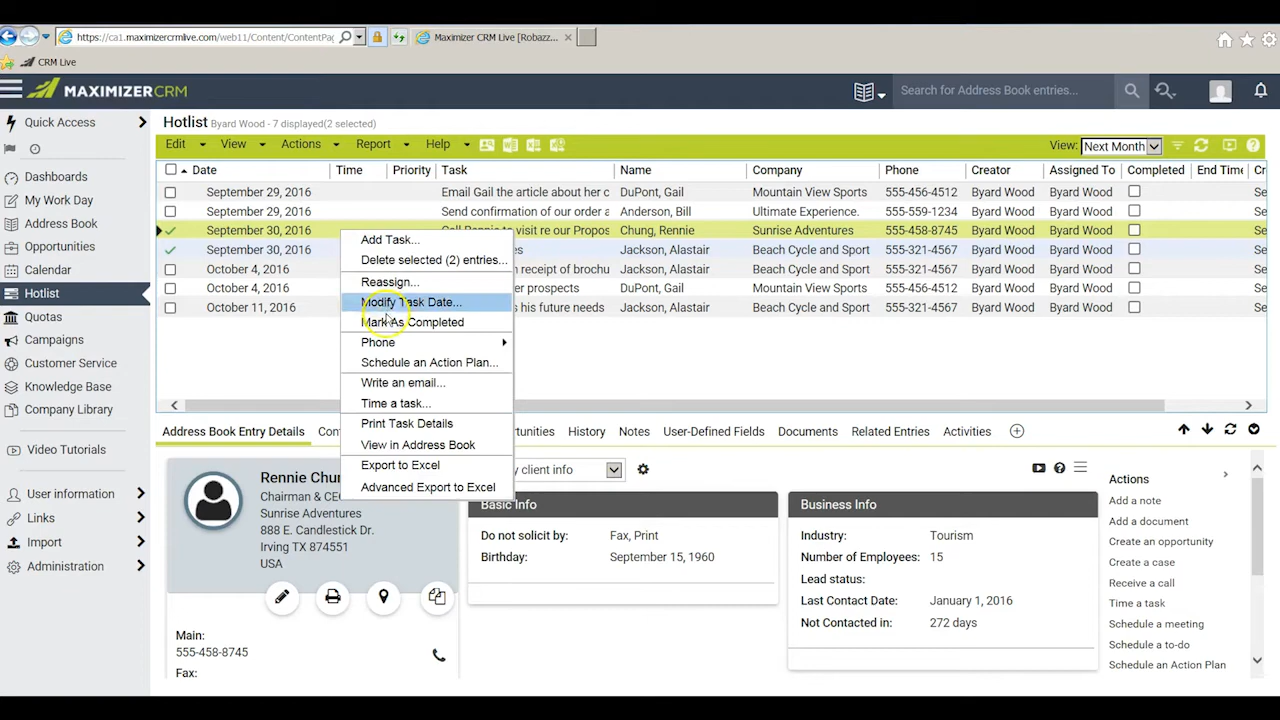 https://ca1.maximizercrmlive.com/web11/Content/ContentPag
Maximizer CRM Live [Robazz...
CRM Live
MAXIMIZERCRM
Search for Address Book entries...
Quick Access
Dashboards
My Work Day
Address Book
Opportunities
Calendar
Hotlist
Quotas
Campaigns
Customer Service
Knowledge Base
Company Library
Video Tutorials
User information
Links
Import
Administration
Hotlist Byard Wood - 7 displayed(2 selected)
Edit View Actions Report Help View: Next Month
Date Time Priority Task Name Company Phone Creator Assigned To Completed End Time
September 29, 2016 Email Gail the article about her c DuPont, Gail Mountain View Sports 555-456-4512 Byard Wood Byard Wood
September 29, 2016 Send confirmation of our order a Anderson, Bill Ultimate Experience. 555-559-1234 Byard Wood Byard Wood
September 30, 2016 Call Rennie to visit re our Propos Chung, Rennie Sunrise Adventures 555-458-8745 Byard Wood Byard Wood
September 30, 2016 Jackson, Alastair Beach Cycle and Sport 555-321-4567 Byard Wood Byard Wood
October 4, 2016 receipt of brochu Jackson, Alastair Beach Cycle and Sport 555-321-4567 Byard Wood Byard Wood
October 4, 2016 er prospects DuPont, Gail Mountain View Sports 555-456-4512 Byard Wood Byard Wood
October 11, 2016 his future needs Jackson, Alastair Beach Cycle and Sport 555-321-4567 Byard Wood Byard Wood
Add Task...
Delete selected (2) entries...
Reassign...
Modify Task Date...
Mark As Completed
Phone
Schedule an Action Plan...
Write an email...
Time a task...
Print Task Details
View in Address Book
Export to Excel
Advanced Export to Excel
Address Book Entry Details Con ortunities History Notes User-Defined Fields Documents Related Entries Activities
Rennie Chu
Chairman & CE
Sunrise Adventures
888 E. Candlestick Dr.
Irving TX 874551
USA
Main:
555-458-8745
Fax:
y client info
Basic Info
Do not solicit by: Fax, Print
Birthday: September 15, 1960
Business Info
Industry: Tourism
Number of Employees: 15
Lead status:
Last Contact Date: January 1, 2016
Not Contacted in: 272 days
Actions
Add a note
Add a document
Create an opportunity
Create a case
Receive a call
Time a task
Schedule a meeting
Schedule a to-do
Schedule an Action Plan